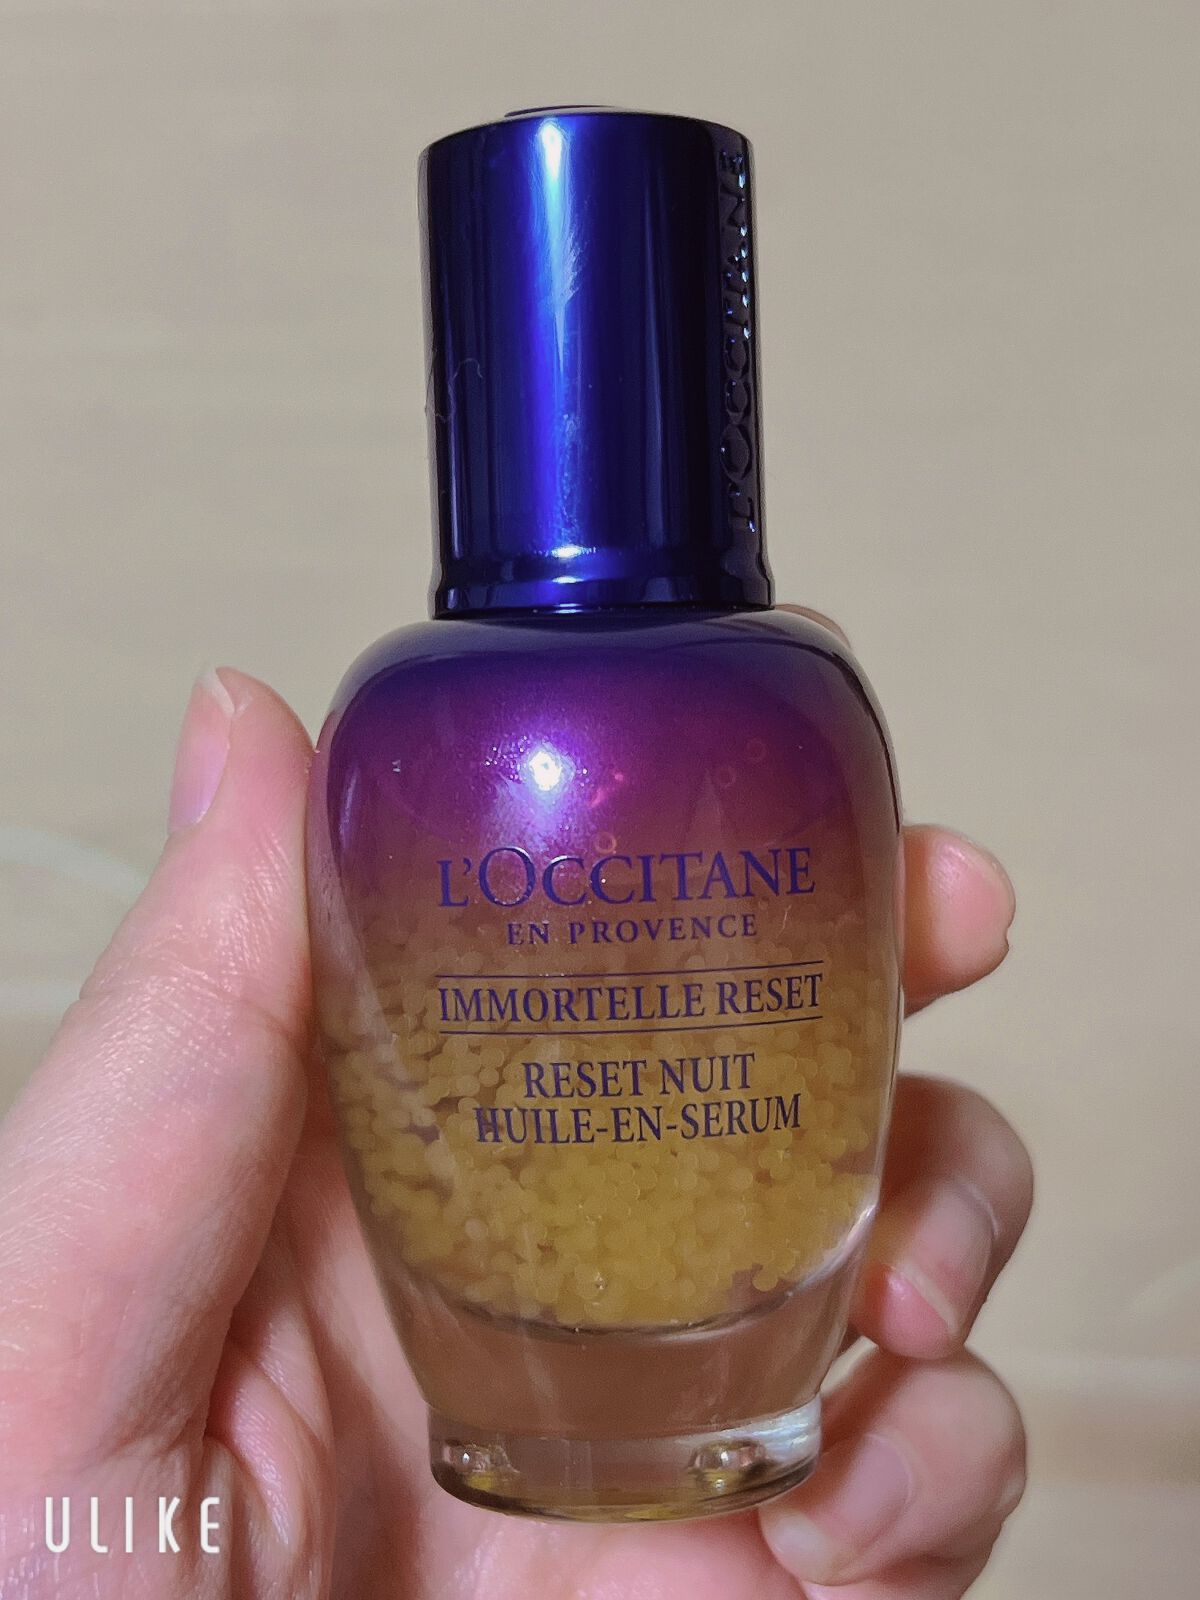 L'OCCITANE
L'OCCITANE
EN PROVENCE
IMMORTELLE RESET
RESET NUIT
HUILE-EN-SERUM
ULIKE